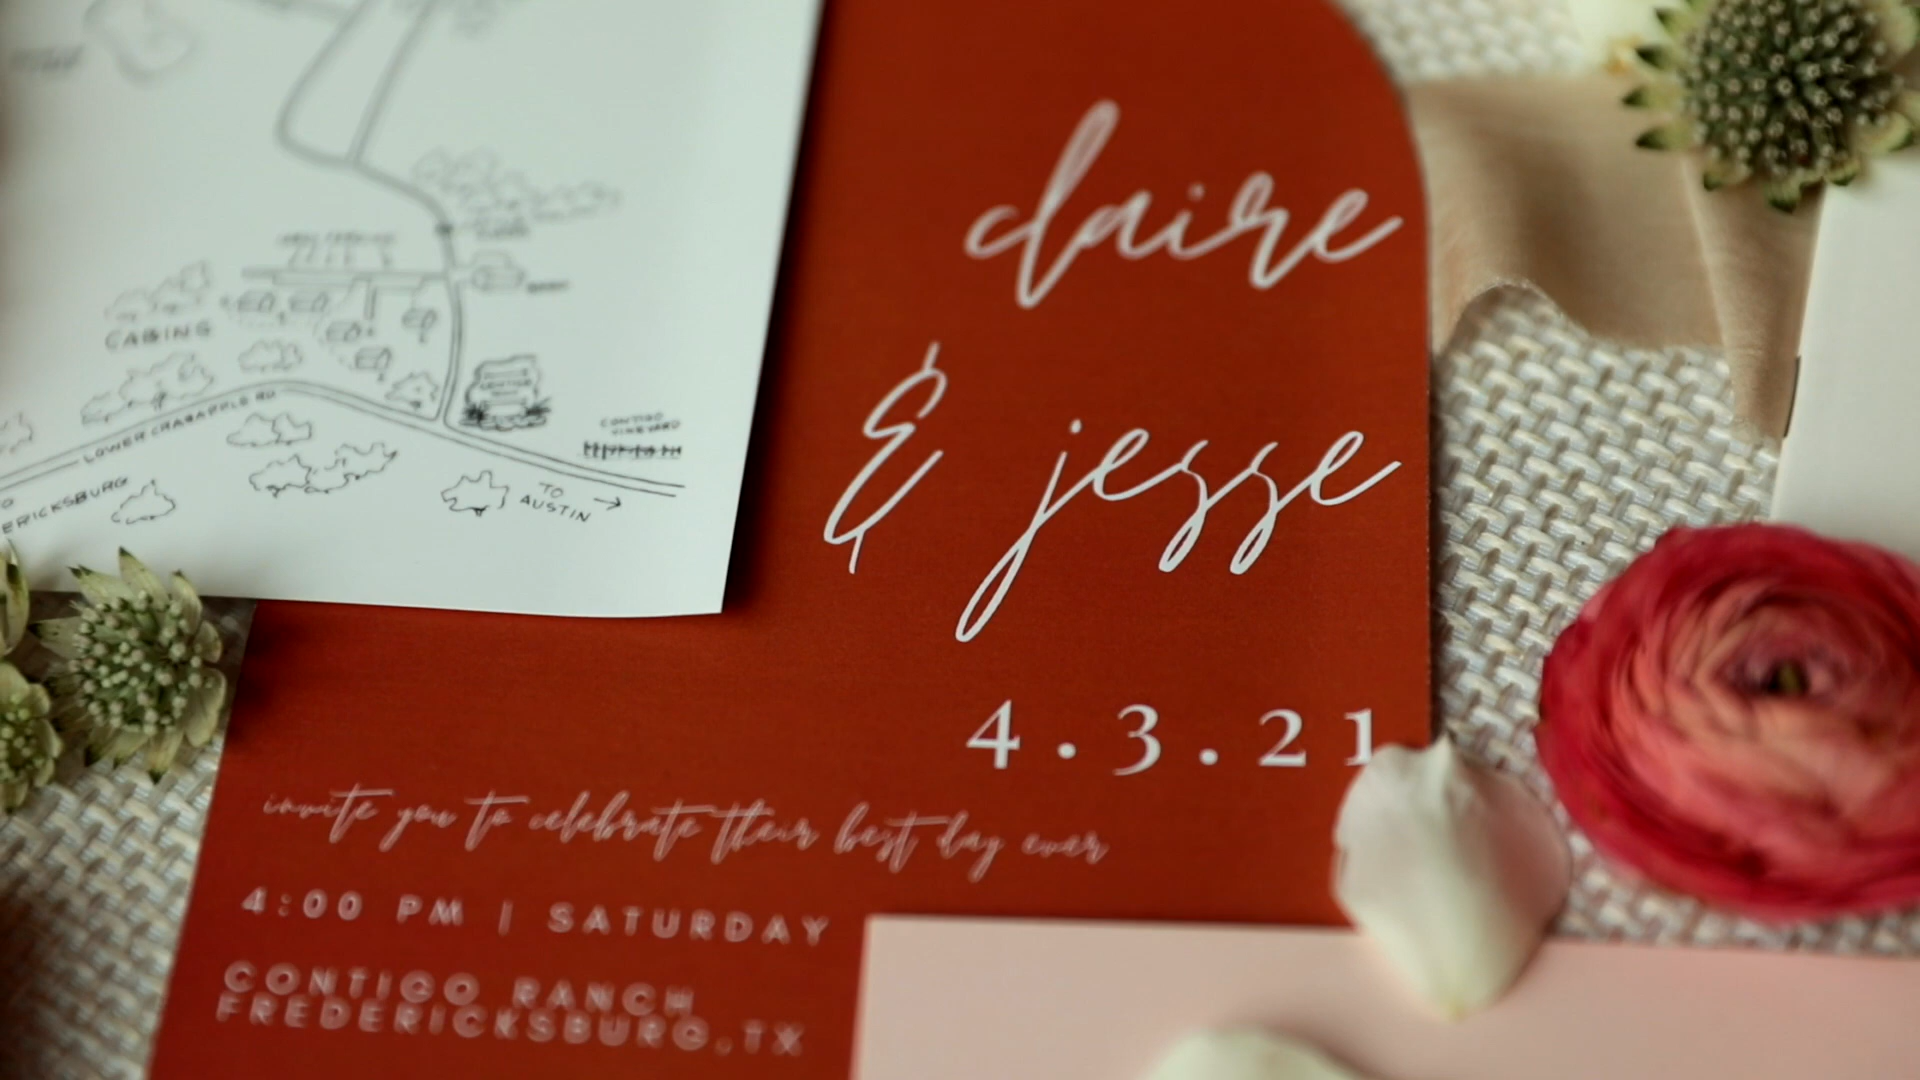 claire
& jesse
4.3.21
invite you to celebrate their best day ever
4:00 PM | SATURDAY
CONTIGO RANCH
FREDERICKSBURG, TX
CABINS
LOWER CRABAPPLE RD
CONTIGO
VINEYARD
TO
AUSTIN
ERICKSBURG